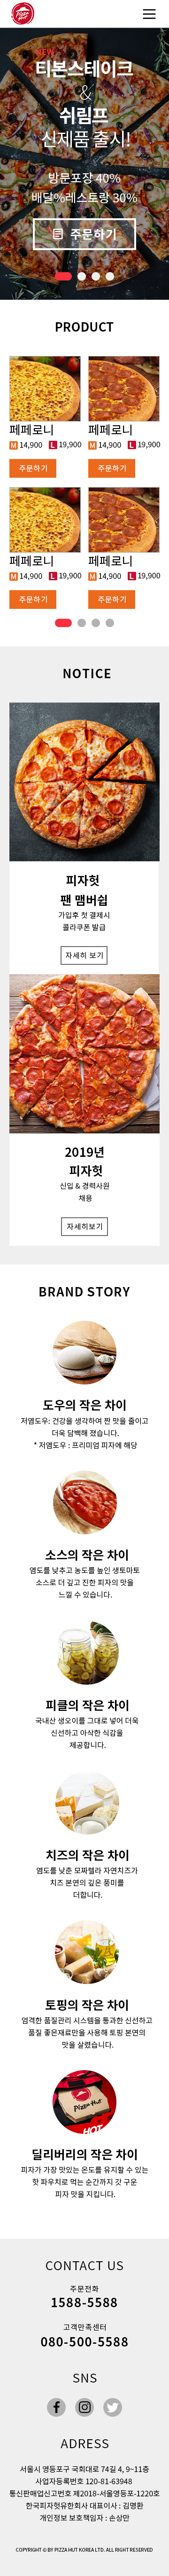 Pizza Hut
NEW
티본스테이크
&
쉬림프
신제품 출시!
방문포장 40%
배달%레스토랑 30%
주문하기
PRODUCT
페페로니 페페로니
M 14,900 L 19,900 M 14,900 L 19,900
주문하기 주문하기
페페로니 페페로니
M 14,900 L 19,900 M 14,900 L 19,900
주문하기 주문하기
NOTICE
피자헛
팬 맴버쉽
가입후 첫 결제시
콜라쿠폰 발급
자세히 보기
2019년
피자헛
신입 & 경력사원
채용
자세히보기
BRAND STORY
도우의 작은 차이
저염도우: 건강을 생각하여 짠 맛을 줄이고
더욱 담백해 졌습니다.
* 저염도우 : 프리미엄 피자에 해당
소스의 작은 차이
염도를 낮추고 농도를 높인 생토마토
소스로 더 깊고 진한 피자의 맛을
느낄 수 있습니다.
피클의 작은 차이
국내산 생오이를 그대로 넣어 더욱
신선하고 아삭한 식감을
제공합니다.
치즈의 작은 차이
염도를 낮춘 모짜렐라 자연치즈가
치즈 본연의 깊은 풍미를
더합니다.
토핑의 작은 차이
엄격한 품질관리 시스템을 통과한 신선하고
품질 좋은재료만을 사용해 토핑 본연의
맛을 살렸습니다.
Pizza Hut
HOT
딜리버리의 작은 차이
피자가 가장 맛있는 온도를 유지할 수 있는
핫 파우치로 먹는 순간까지 갓 구운
피자 맛을 지킵니다.
CONTACT US
주문전화
1588-5588
고객만족센터
080-500-5588
SNS
ADRESS
서울시 영등포구 국회대로 74길 4, 9~11층
사업자등록번호 120-81-63948
통신판매업신고번호 제2018-서울영등포-1220호
한국피자헛유한회사 대표이사 : 김명환
개인정보 보호책임자 : 손상만
COPYRIGHT © BY PIZZA HUT KOREA LTD. ALL RIGHT RESERVED